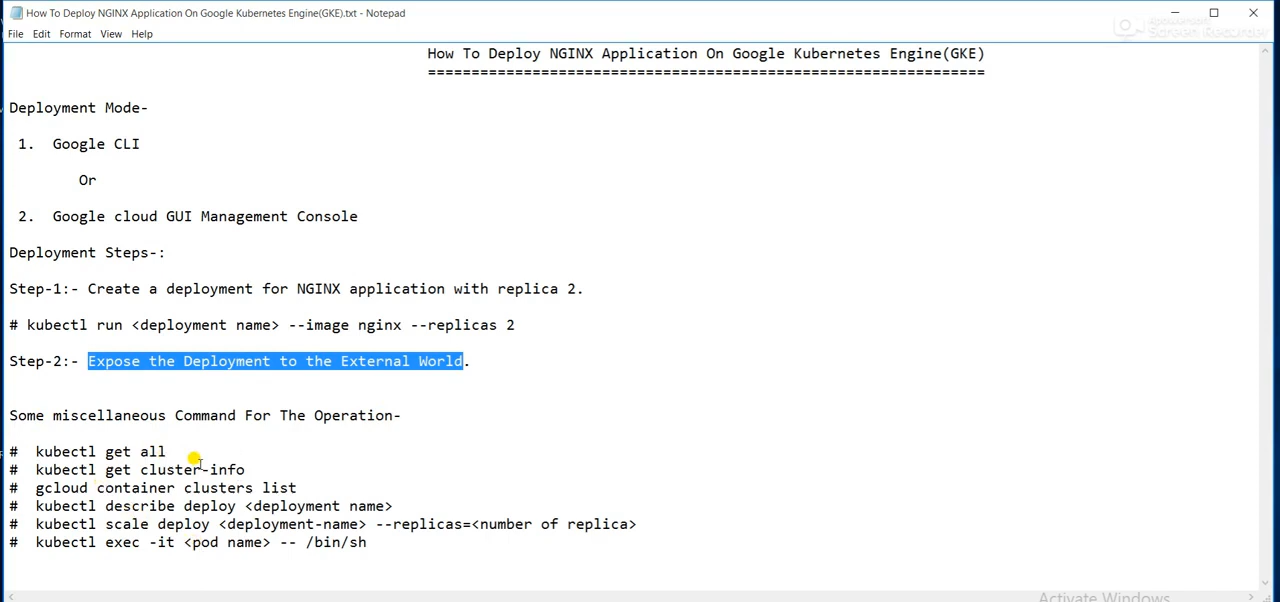 How To Deploy NGINX Application On Google Kubernetes Engine(GKE).txt - Notepad
File Edit Format View Help
Screen Recorder
How To Deploy NGINX Application On Google Kubernetes Engine(GKE)
================================================================
Deployment Mode-
1. Google CLI
Or
2. Google cloud GUI Management Console
Deployment Steps-:
Step-1:- Create a deployment for NGINX application with replica 2.
# kubectl run <deployment name> --image nginx --replicas 2
Step-2:- Expose the Deployment to the External World.
Some miscellaneous Command For The Operation-
# kubectl get all
# kubectl get cluster-info
# gcloud container clusters list
# kubectl describe deploy <deployment name>
# kubectl scale deploy <deployment-name> --replicas=<number of replica>
# kubectl exec -it <pod name> -- /bin/sh
Activate Windows